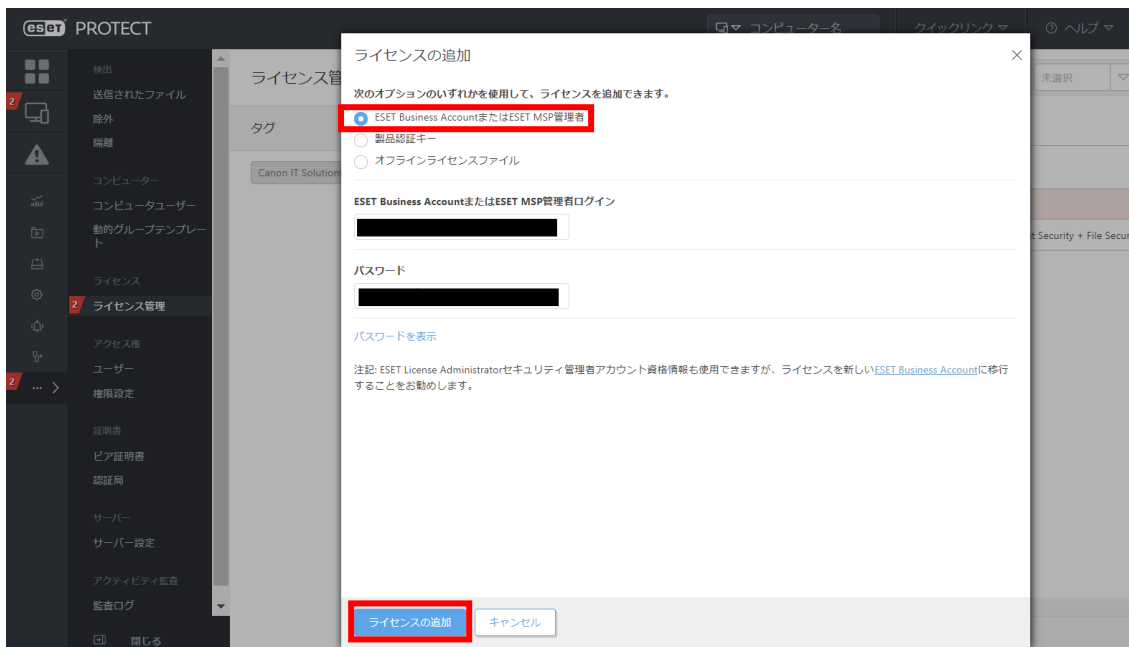 eset PROTECT
コンピューター名
クイックリンク
ヘルプ
検出
送信されたファイル
除外
隔離
コンピューター
コンピュータユーザー
動的グループテンプレー
ト
ライセンス
2
ライセンス管理
アクセス権
ユーザー
権限設定
証明書
ピア証明書
認証局
サーバー
サーバー設定
アクティビティ監査
監査ログ
閉じる
2
2
... >
ライセンス管
タグ
Canon IT Solution
未選択
t Security + File Secur
ライセンスの追加
次のオプションのいずれかを使用して、ライセンスを追加できます。
ESET Business AccountまたはESET MSP管理者
製品認証キー
オフラインライセンスファイル
ESET Business AccountまたはESET MSP管理者ログイン
パスワード
パスワードを表示
注記: ESET License Administratorセキュリティ管理者アカウント資格情報も使用できますが、ライセンスを新しいESET Business Accountに移行
することをお勧めします。
ライセンスの追加
キャンセル